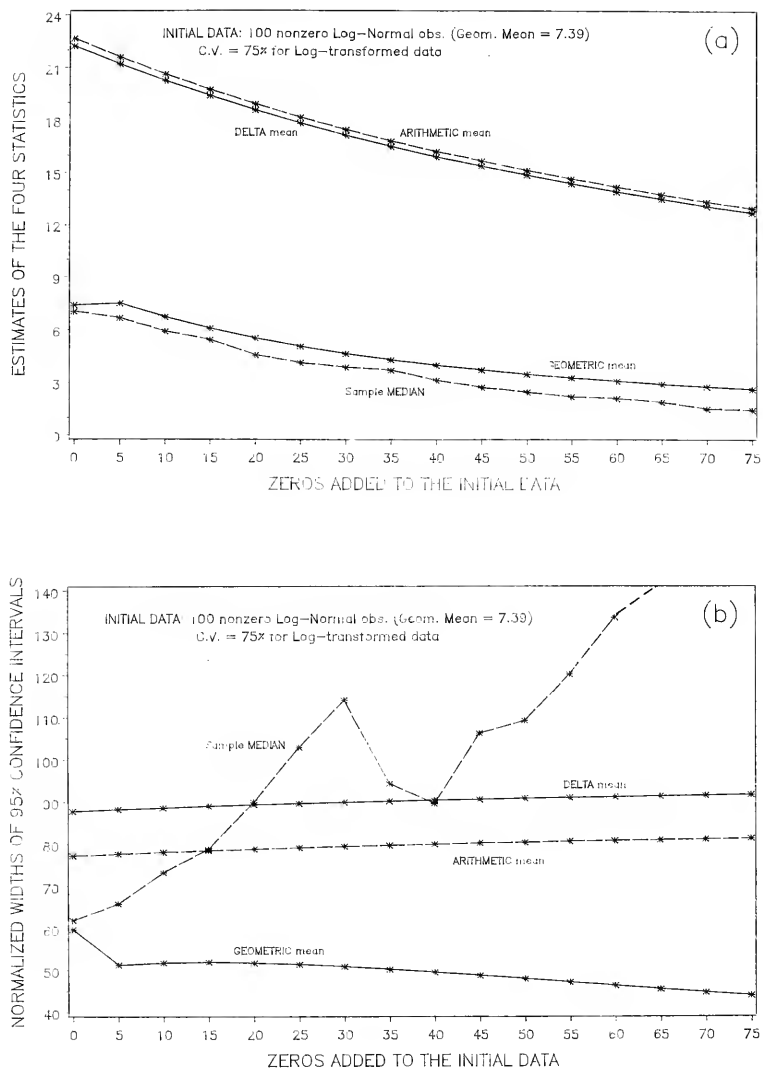 INITIAL DATA: 100 nonzero Log-Normal obs. (Geom. Mean = 7.39)
C.V. = 75% for Log-transformed data
(a)
ESTIMATES OF THE FOUR STATISTICS
24
21
18
15
12
9
6
3
0
DELTA mean
ARITHMETIC mean
GEOMETRIC mean
Sample MEDIAN
0 5 10 15 20 25 30 35 40 45 50 55 60 65 70 75
ZEROS ADDED TO THE INITIAL DATA
INITIAL DATA: 100 nonzero Log-Normal obs. (Geom. Mean = 7.39)
C.V. = 75% for Log-transformed data
(b)
NORMALIZED WIDTHS OF 95% CONFIDENCE INTERVALS
140
130
120
110
100
90
80
70
60
50
40
Sample MEDIAN
DELTA mean
ARITHMETIC mean
GEOMETRIC mean
0 5 10 15 20 25 30 35 40 45 50 55 60 65 70 75
ZEROS ADDED TO THE INITIAL DATA